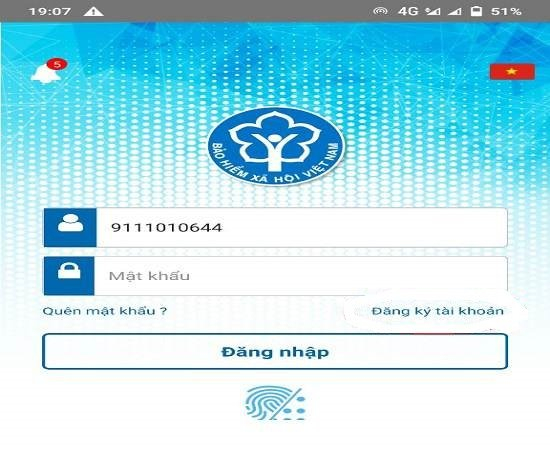 19:07 4G 51%
5
BẢO HIỂM XÃ HỘI VIỆT NAM
9111010644
Mật khẩu
Quên mật khẩu ? Đăng ký tài khoản
Đăng nhập